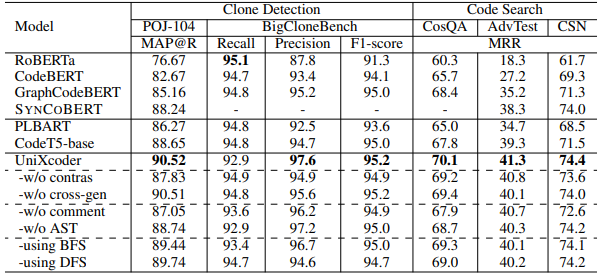 Model Clone Detection Code Search
POJ-104 BigCloneBench CosQA AdvTest CSN
MAP@R Recall Precision F1-score MRR
RoBERTa 76.67 95.1 87.8 91.3 60.3 18.3 61.7
CodeBERT 82.67 94.7 93.4 94.1 65.7 27.2 69.3
GraphCodeBERT 85.16 94.8 95.2 95.0 68.4 35.2 71.3
SYNCOBERT 88.24 - - - - 38.3 74.0
PLBART 86.27 94.8 92.5 93.6 65.0 34.7 68.5
CodeT5-base 88.65 94.8 94.7 95.0 67.8 39.3 71.5
UniXcoder 90.52 92.9 97.6 95.2 70.1 41.3 74.4
-w/o contras 87.83 94.9 94.9 94.9 69.2 40.8 73.6
-w/o cross-gen 90.51 94.8 95.6 95.2 69.4 40.1 74.0
-w/o comment 87.05 93.6 96.2 94.9 67.9 40.7 72.6
-w/o AST 88.74 92.9 97.2 95.0 68.7 40.3 74.2
-using BFS 89.44 93.4 96.7 95.0 69.3 40.1 74.1
-using DFS 89.74 94.7 94.6 94.7 69.0 40.2 74.2